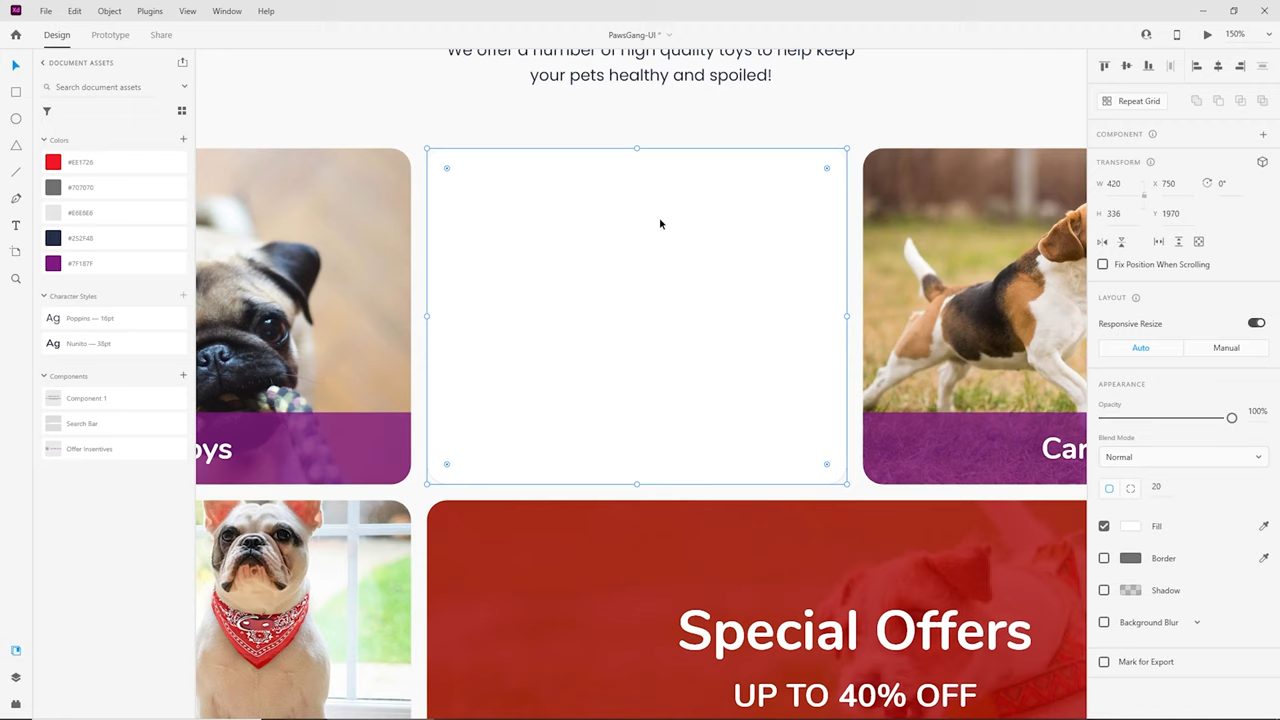 Xd File Edit Object Plugins View Window Help
Design Prototype Share PawsGang-UI * 150%
DOCUMENT ASSETS
Search document assets
Colors
#EE1726
#707070
#E6E6E6
#252F48
#7F187F
Character Styles
Ag Poppins — 16pt
Ag Nunito — 38pt
Components
Component 1
Search Bar
Offer Insentives
We offer a number of high quality toys to help keep
your pets healthy and spoiled!
oys
Car
Special Offers
UP TO 40% OFF
Repeat Grid
COMPONENT
TRANSFORM
W 420 X 750 0°
H 336 Y 1970
Fix Position When Scrolling
LAYOUT
Responsive Resize
Auto Manual
APPEARANCE
Opacity
100%
Blend Mode
Normal
20
Fill
Border
Shadow
Background Blur
Mark for Export